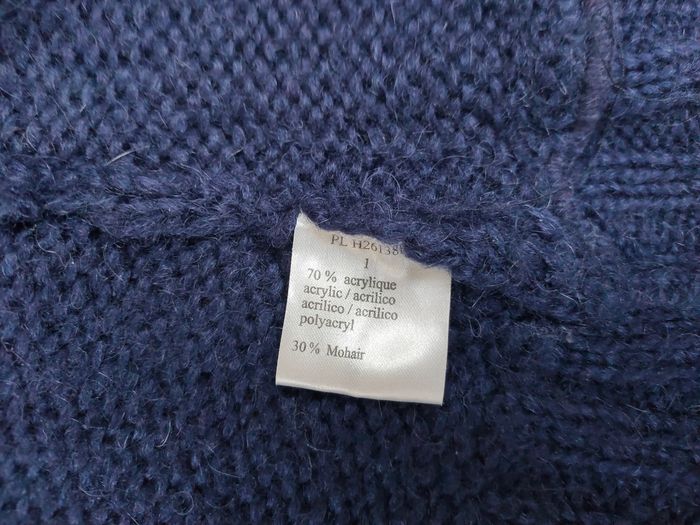 PL H26138
1
70 % acrylique
acrylic / acrilico
acrilico / acrilico
polyacryl
30 % Mohair